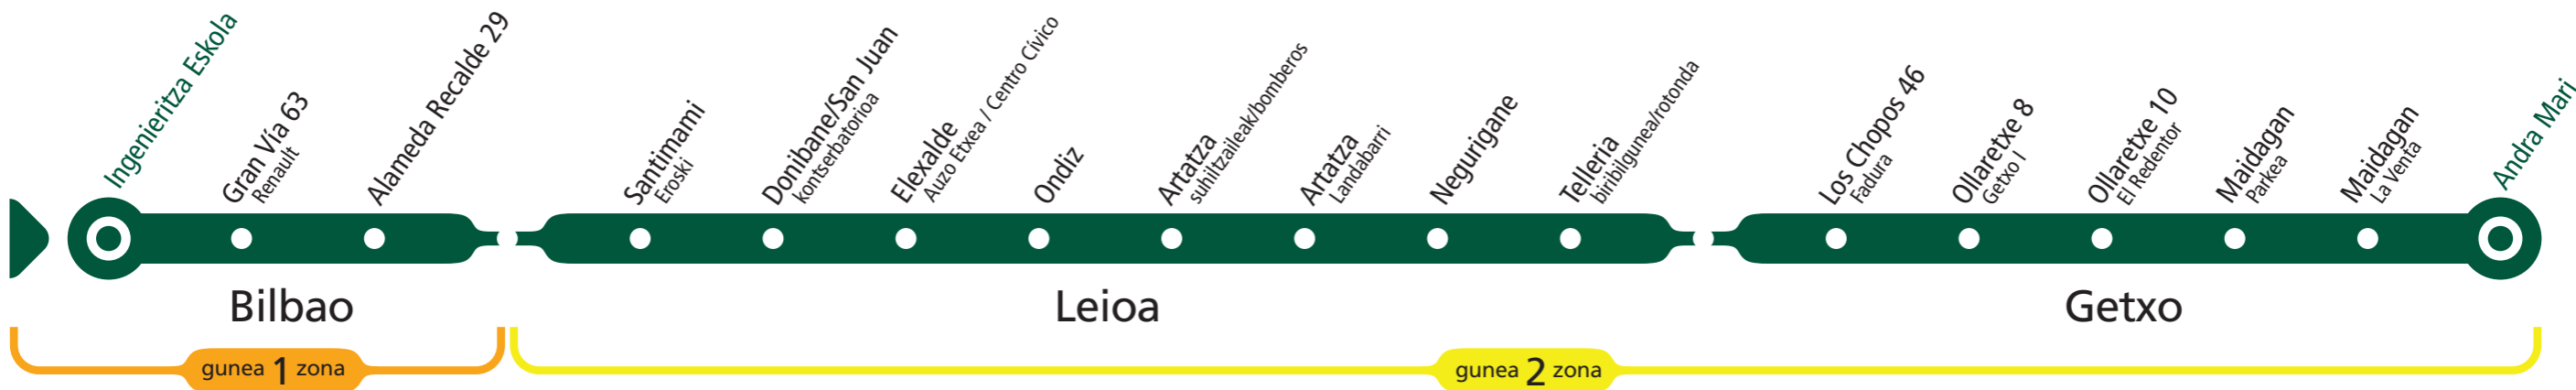 Ingenieritza Eskola
Gran Vía 63
Renault
Alameda Recalde 29
Santimami
Eroski
Donibane/San Juan
kontserbatorioa
Elexalde
Auzo Etxea / Centro Cívico
Ondiz
Artatza
suhiltzaileak/bomberos
Artatza
Landabarri
Negurigane
Telleria
biribilgunea/rotonda
Los Chopos 46
Fadura
Ollaretxe 8
Getxo I
Ollaretxe 10
El Redentor
Maidagan
Parkea
Maidagan
La Venta
Andra Mari
Bilbao
Leioa
Getxo
gunea 1 zona
gunea 2 zona